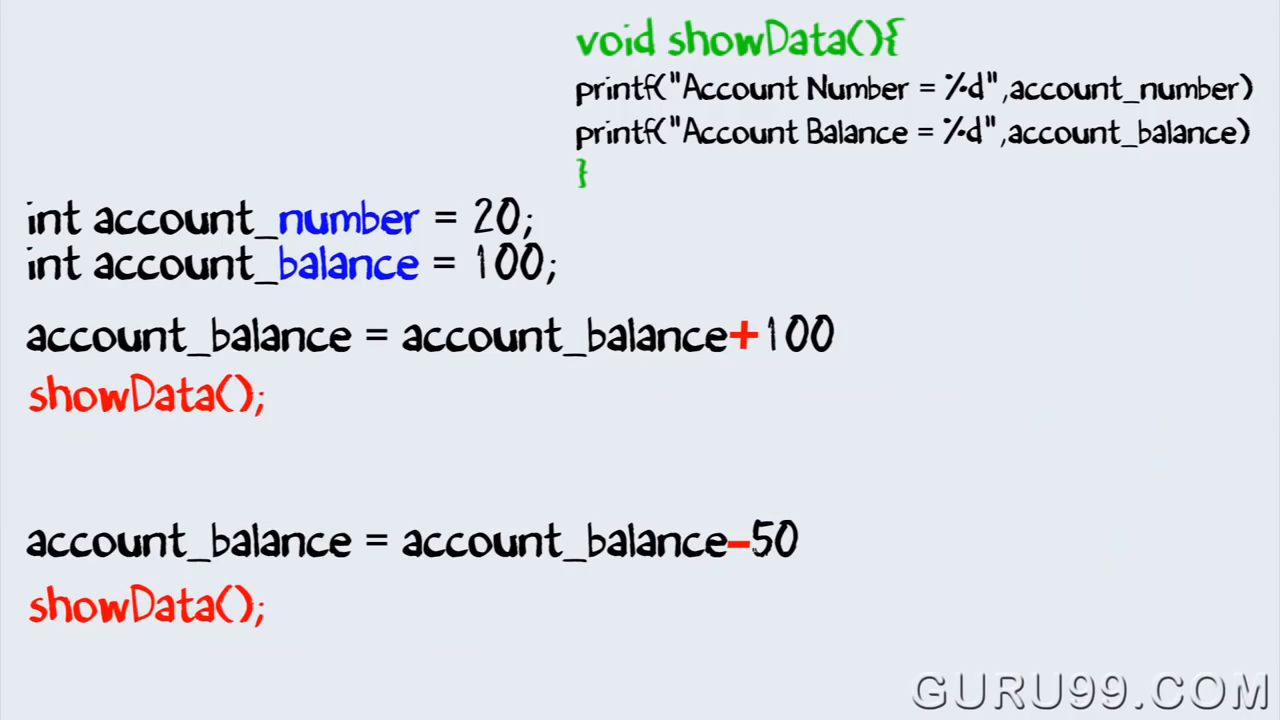 void showData(){
printf("Account Number = %d",account_number)
printf("Account Balance = %d",account_balance)
}
int account_number = 20;
int account_balance = 100;
account_balance = account_balance+100
showData();
account_balance = account_balance-50
showData();
GURU99.COM